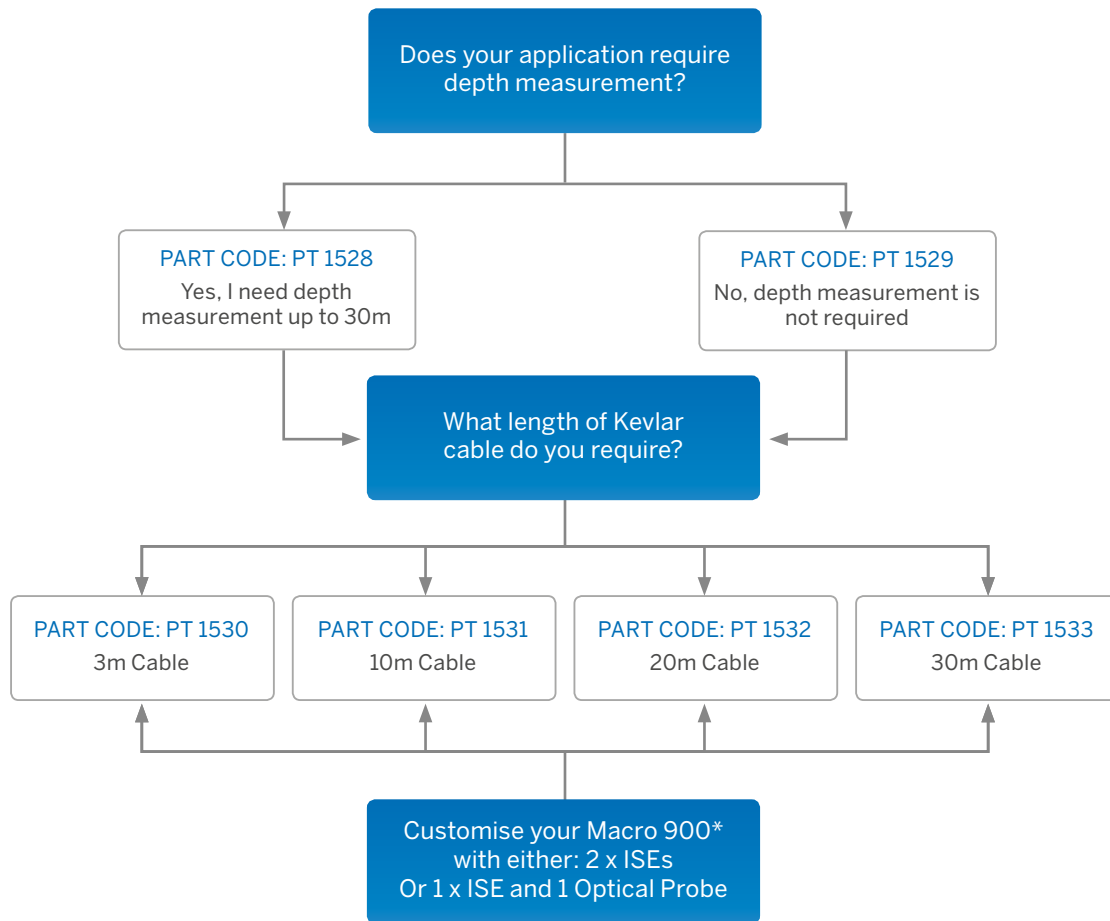 Does your application require
depth measurement?
PART CODE: PT 1528
Yes, I need depth
measurement up to 30m
PART CODE: PT 1529
No, depth measurement is
not required
What length of Kevlar
cable do you require?
PART CODE: PT 1530
3m Cable
PART CODE: PT 1531
10m Cable
PART CODE: PT 1532
20m Cable
PART CODE: PT 1533
30m Cable
Customise your Macro 900*
with either: 2 x ISEs
Or 1 x ISE and 1 Optical Probe